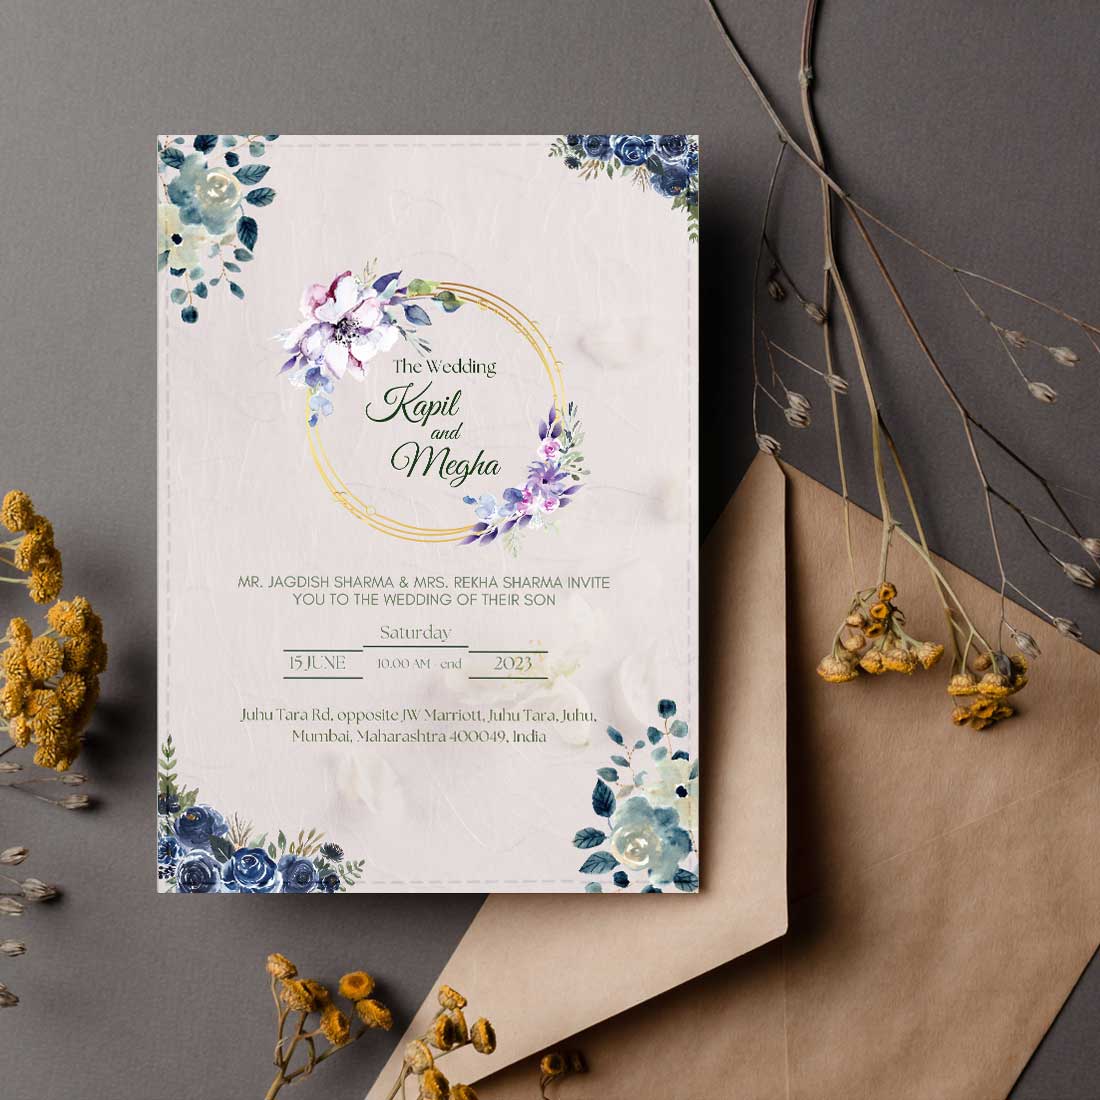 The Wedding
Kapil
and
Megha
MR. JAGDISH SHARMA & MRS. REKHA SHARMA INVITE
YOU TO THE WEDDING OF THEIR SON
Saturday
15 JUNE 10.00 AM - end 2023
Juhu Tara Rd, opposite JW Marriott, Juhu Tara, Juhu,
Mumbai, Maharashtra 400049, India